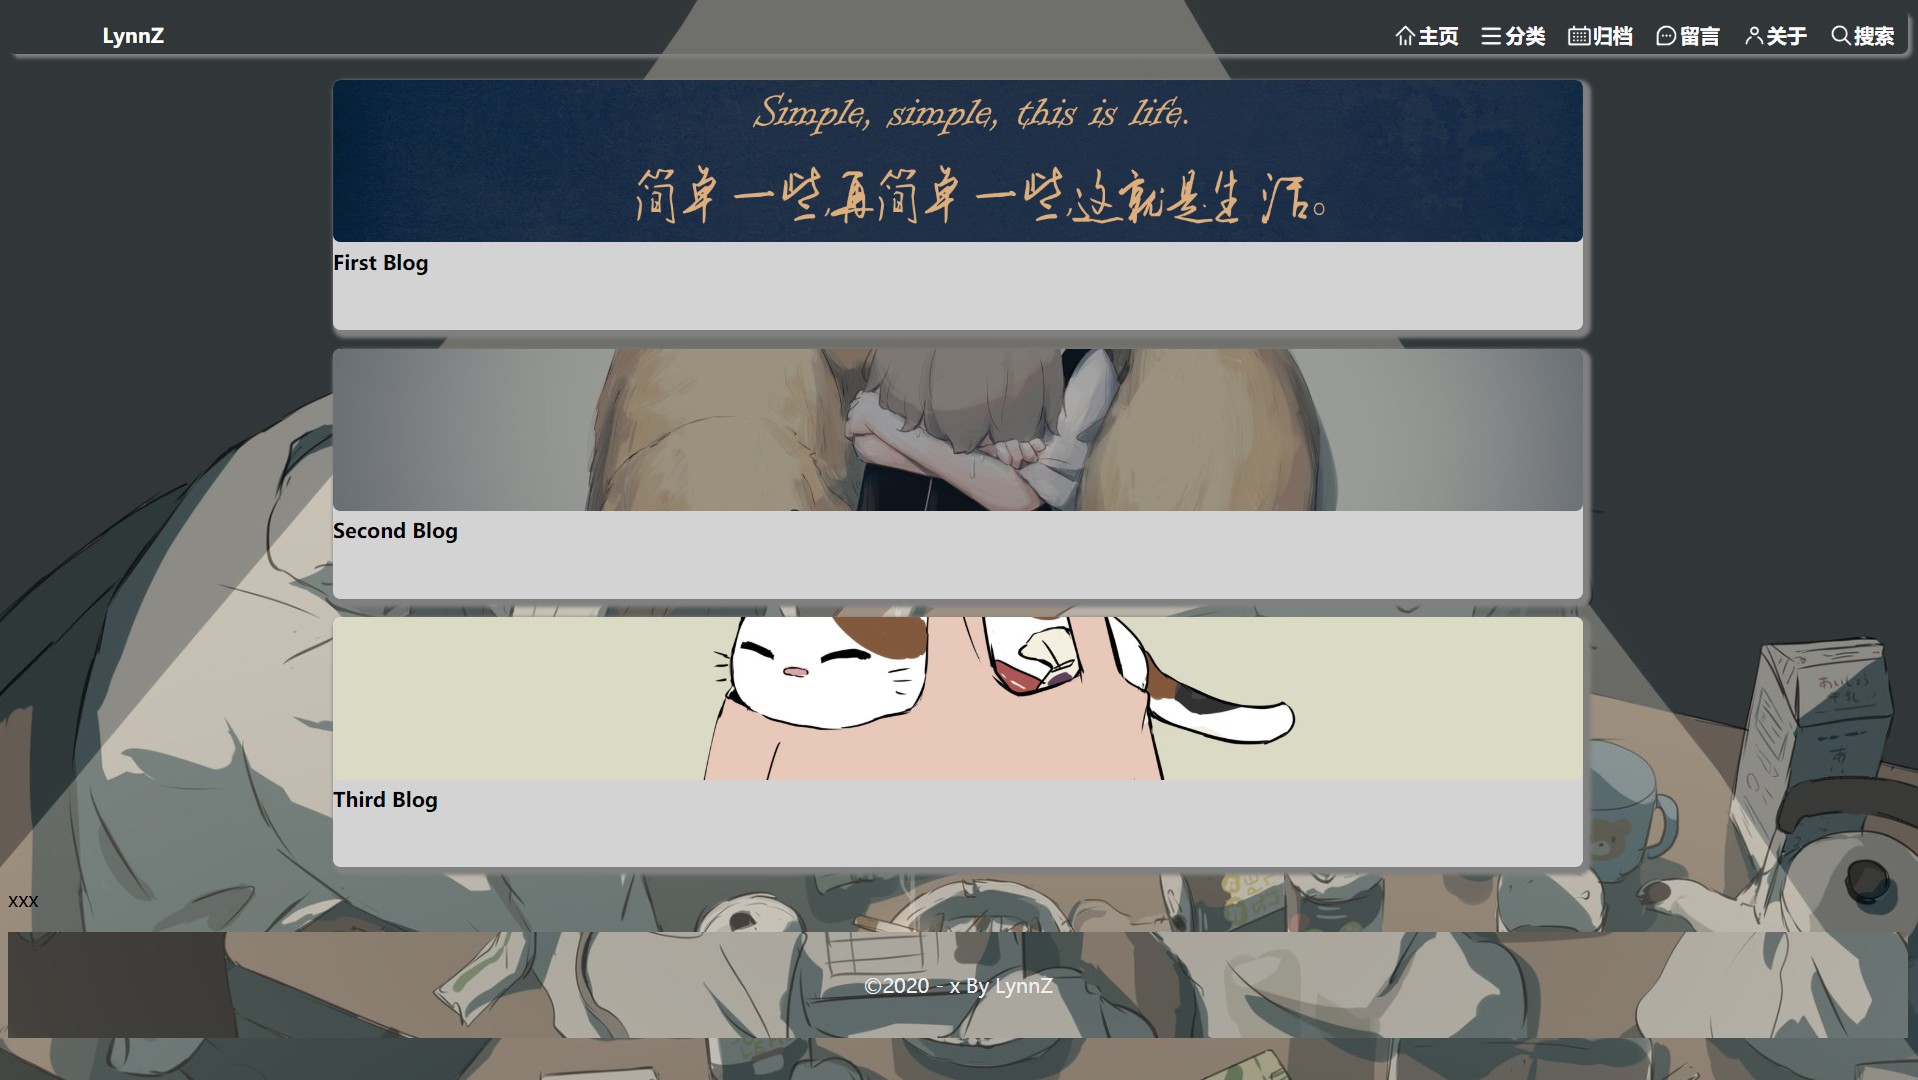 LynnZ
主页 分类 归档 留言 关于 搜索
Simple, simple, this is life.
简单一些,再简单一些,这就是生活。
First Blog
Second Blog
Third Blog
xxx
©2020 - x By LynnZ